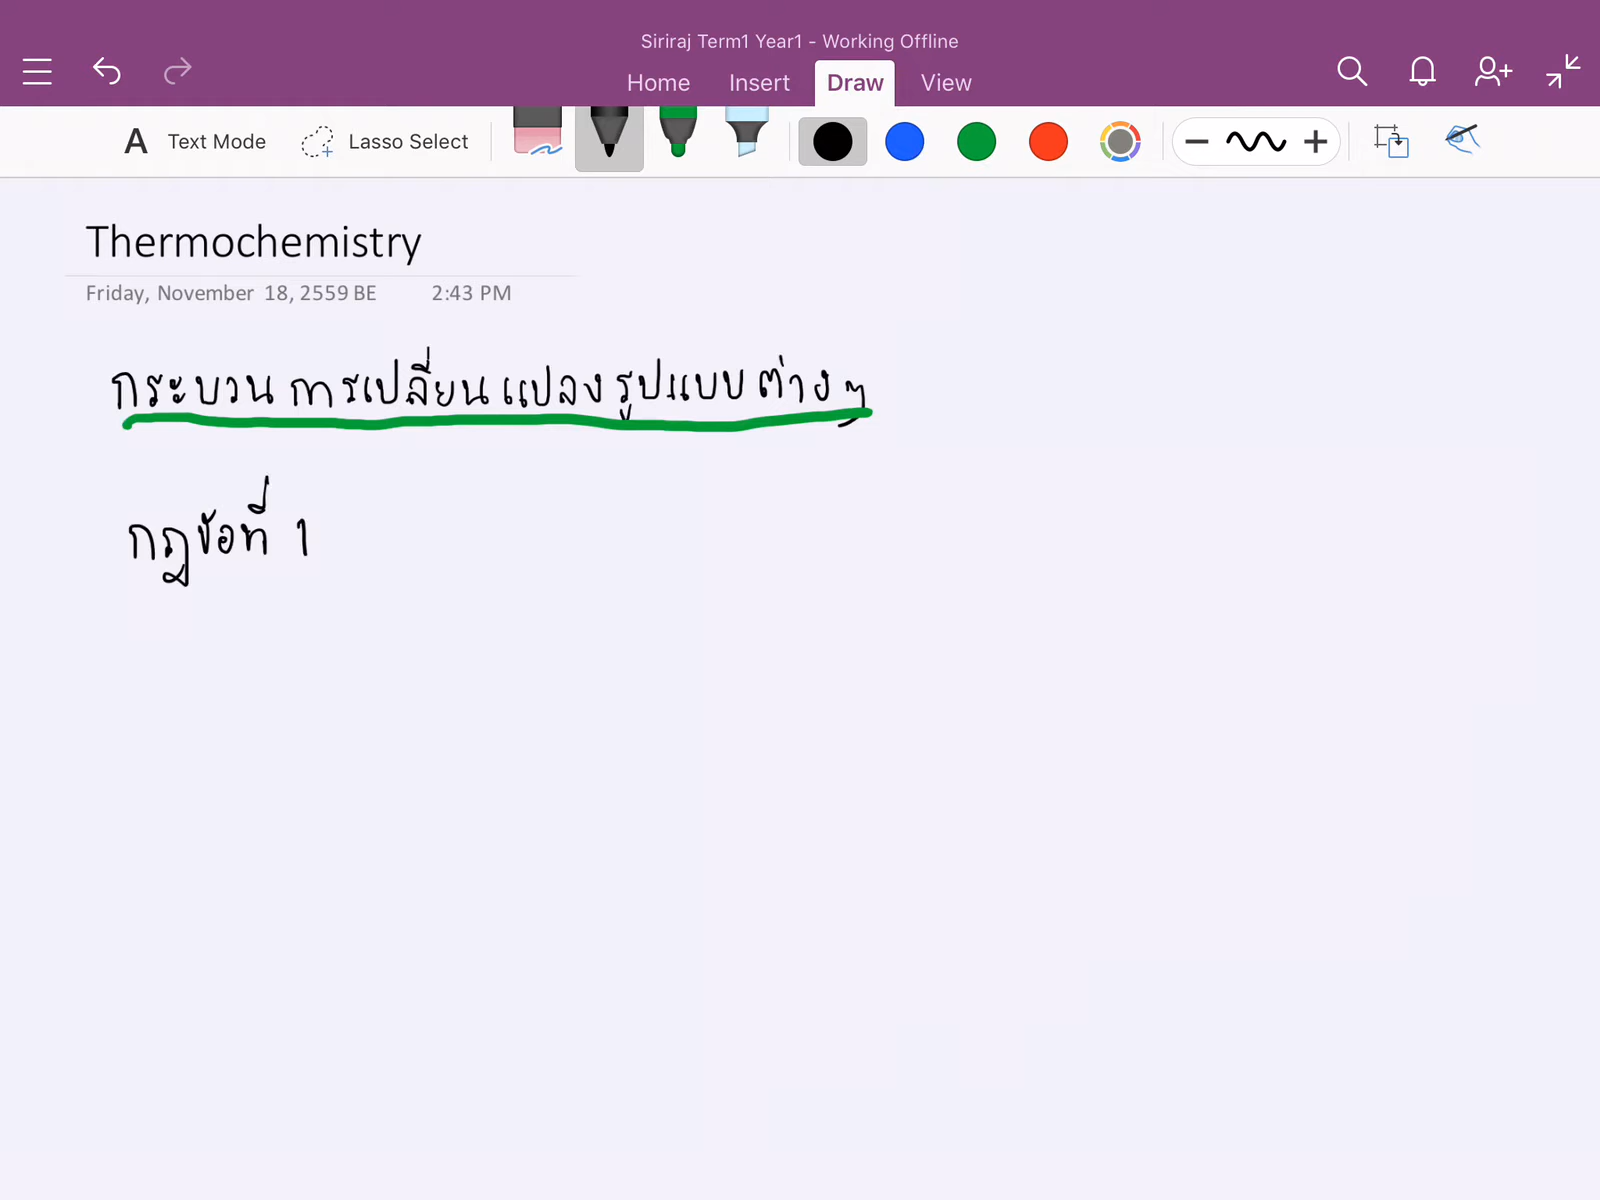 Siriraj Term1 Year1 - Working Offline
Home Insert Draw View
A Text Mode Lasso Select
Thermochemistry
Friday, November 18, 2559 BE 2:43 PM
กระบวนการเปลี่ยนแปลงรูปแบบต่างๆ
กฎข้อที่ 1